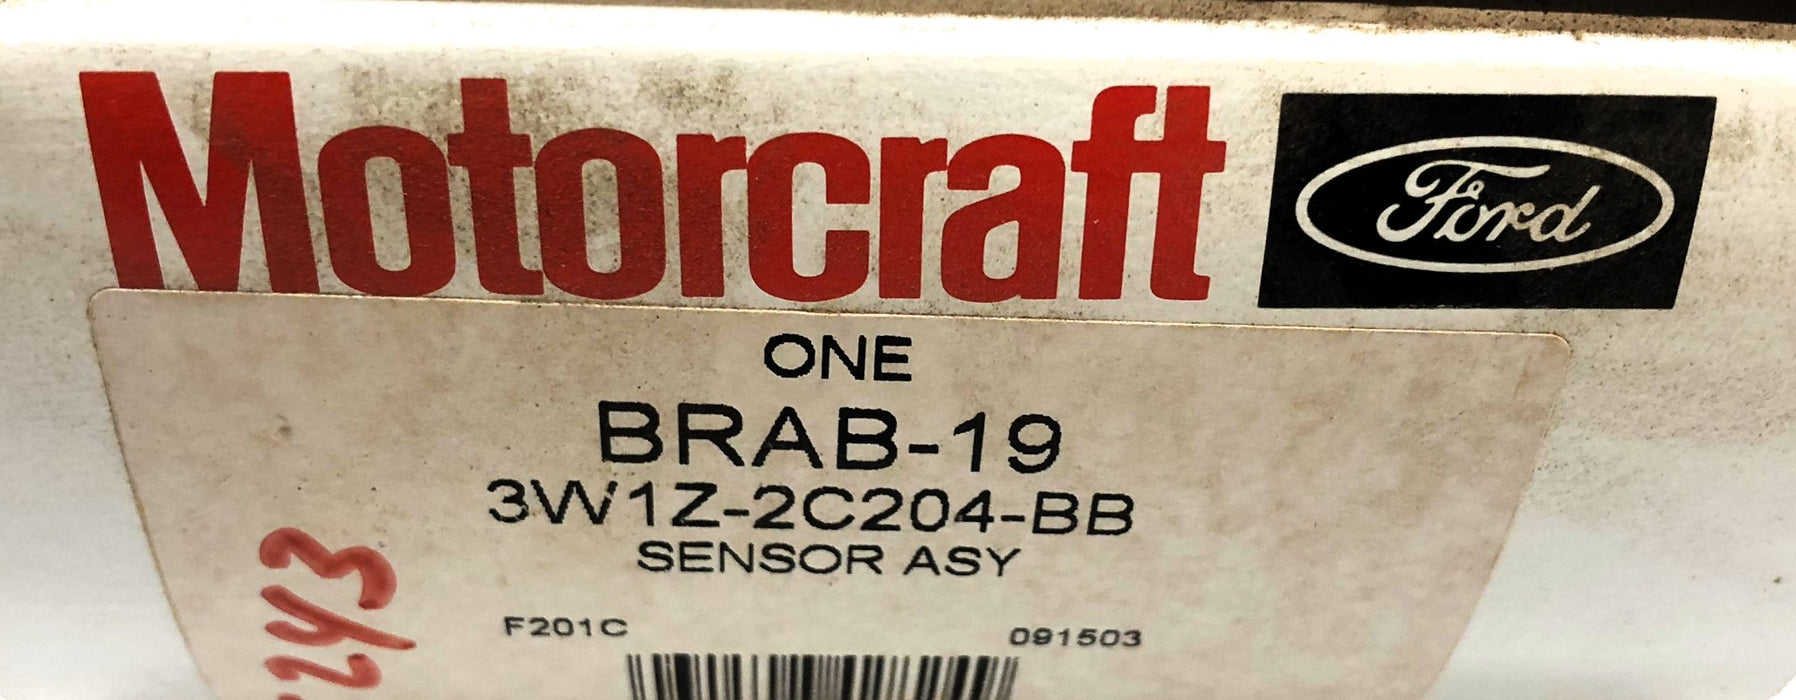 Motorcraft Ford
ONE
BRAB-19
3W1Z-2C204-BB
SENSOR ASY
F201C 091503